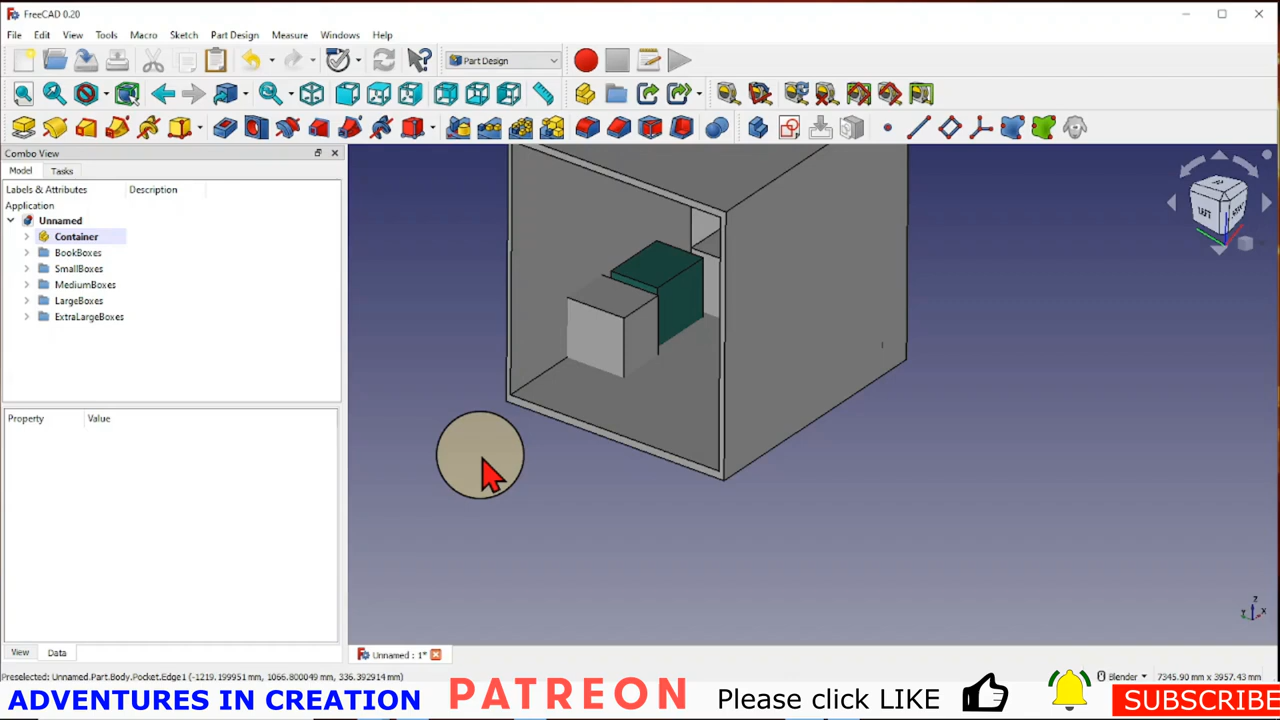 FreeCAD 0.20
File Edit View Tools Macro Sketch Part Design Measure Windows Help
Part Design
Combo View
Model Tasks
Labels & Attributes Description
Application
Unnamed
Container
BookBoxes
SmallBoxes
MediumBoxes
LargeBoxes
ExtraLargeBoxes
Property Value
View Data
Unnamed : 1*
Preselected: Unnamed.Part.Body.Pocket.Edge1 (-1219.199951 mm, 1066.800049 mm, 336.392914 mm)
Blender 7345.90 mm x 3957.43 mm
ADVENTURES IN CREATION PATREON Please click LIKE SUBSCRIBE